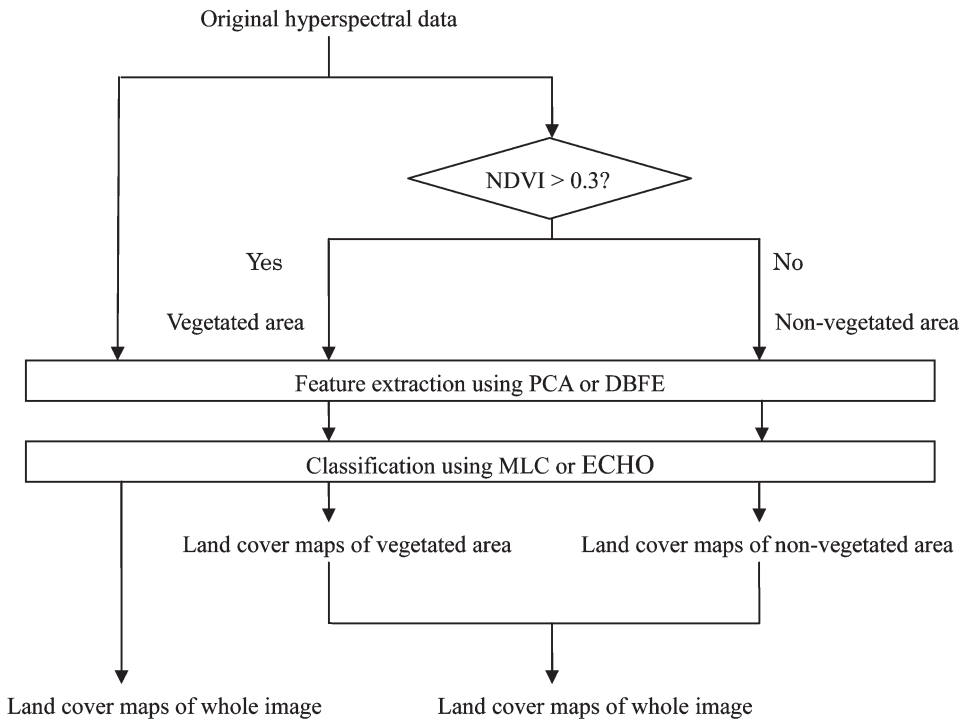 Original hyperspectral data
NDVI > 0.3?
Yes
No
Vegetated area
Non-vegetated area
Feature extraction using PCA or DBFE
Classification using MLC or ECHO
Land cover maps of vegetated area
Land cover maps of non-vegetated area
Land cover maps of whole image
Land cover maps of whole image